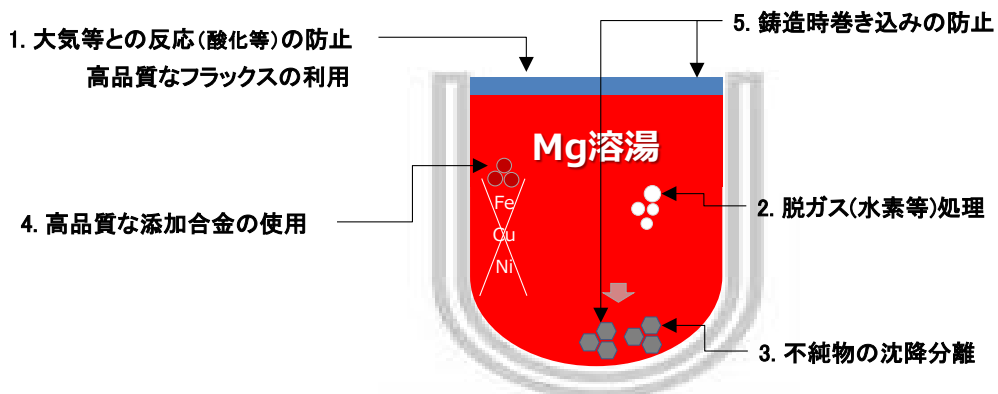 1. 大気等との反応(酸化等)の防止
高品質なフラックスの利用
5. 鋳造時巻き込みの防止
Mg溶湯
4. 高品質な添加合金の使用
Fe
Cu
Ni
2. 脱ガス(水素等)処理
3. 不純物の沈降分離